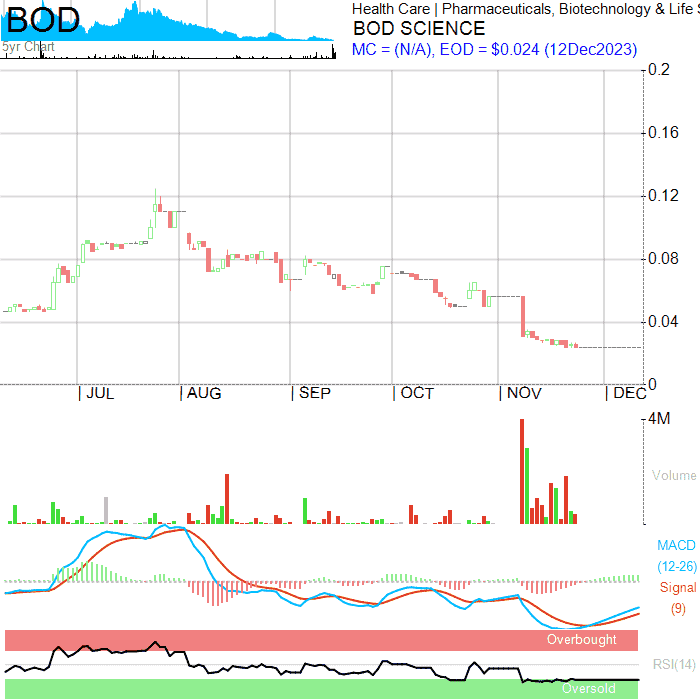 BOD
5yr Chart
Health Care | Pharmaceuticals, Biotechnology & Life S
BOD SCIENCE
MC = (N/A), EOD = $0.024 (12Dec2023)
0.2
0.16
0.12
0.08
0.04
0
| JUL | AUG | SEP | OCT | NOV | DEC
4M
Volume
MACD
(12-26)
Signal
(9)
Overbought
RSI(14)
Oversold